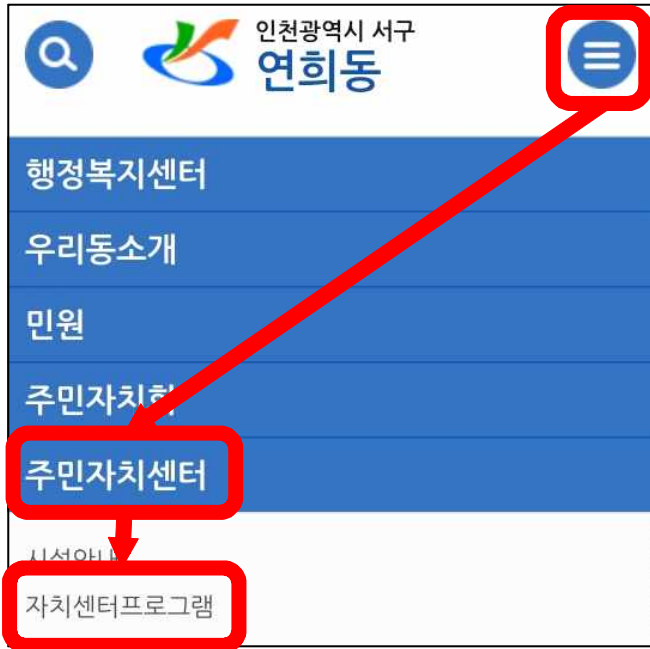 인천광역시 서구
연희동
행정복지센터
우리동소개
민원
주민자치회
주민자치센터
시설안내
자치센터프로그램